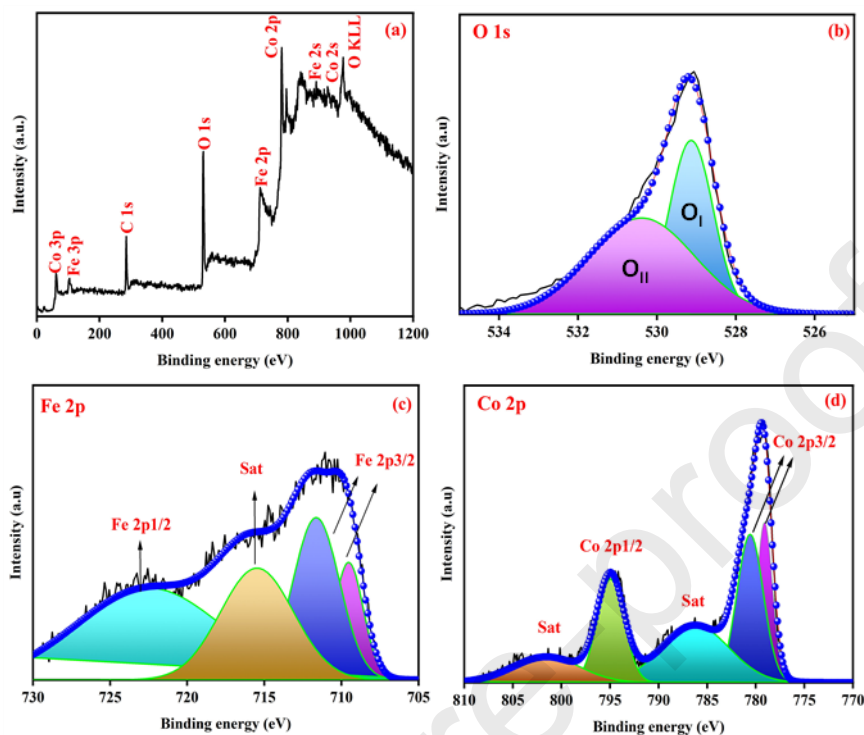 (a)
Co 3p
Fe 3p
C 1s
O 1s
Fe 2p
Co 2p
Fe 2s
Co 2s
O KLL
Intensity (a.u.)
0 200 400 600 800 1000 1200
Binding energy (eV)
O 1s
(b)
O_I
O_II
Intensity (a.u)
534 532 530 528 526
Binding energy (eV)
Fe 2p
(c)
Sat
Fe 2p3/2
Fe 2p1/2
Intensity (a.u)
730 725 720 715 710 705
Binding energy (eV)
Co 2p
(d)
Co 2p3/2
Co 2p1/2
Sat
Sat
Intensity (a.u)
810 805 800 795 790 785 780 775 770
Binding energy (eV)
re-proof